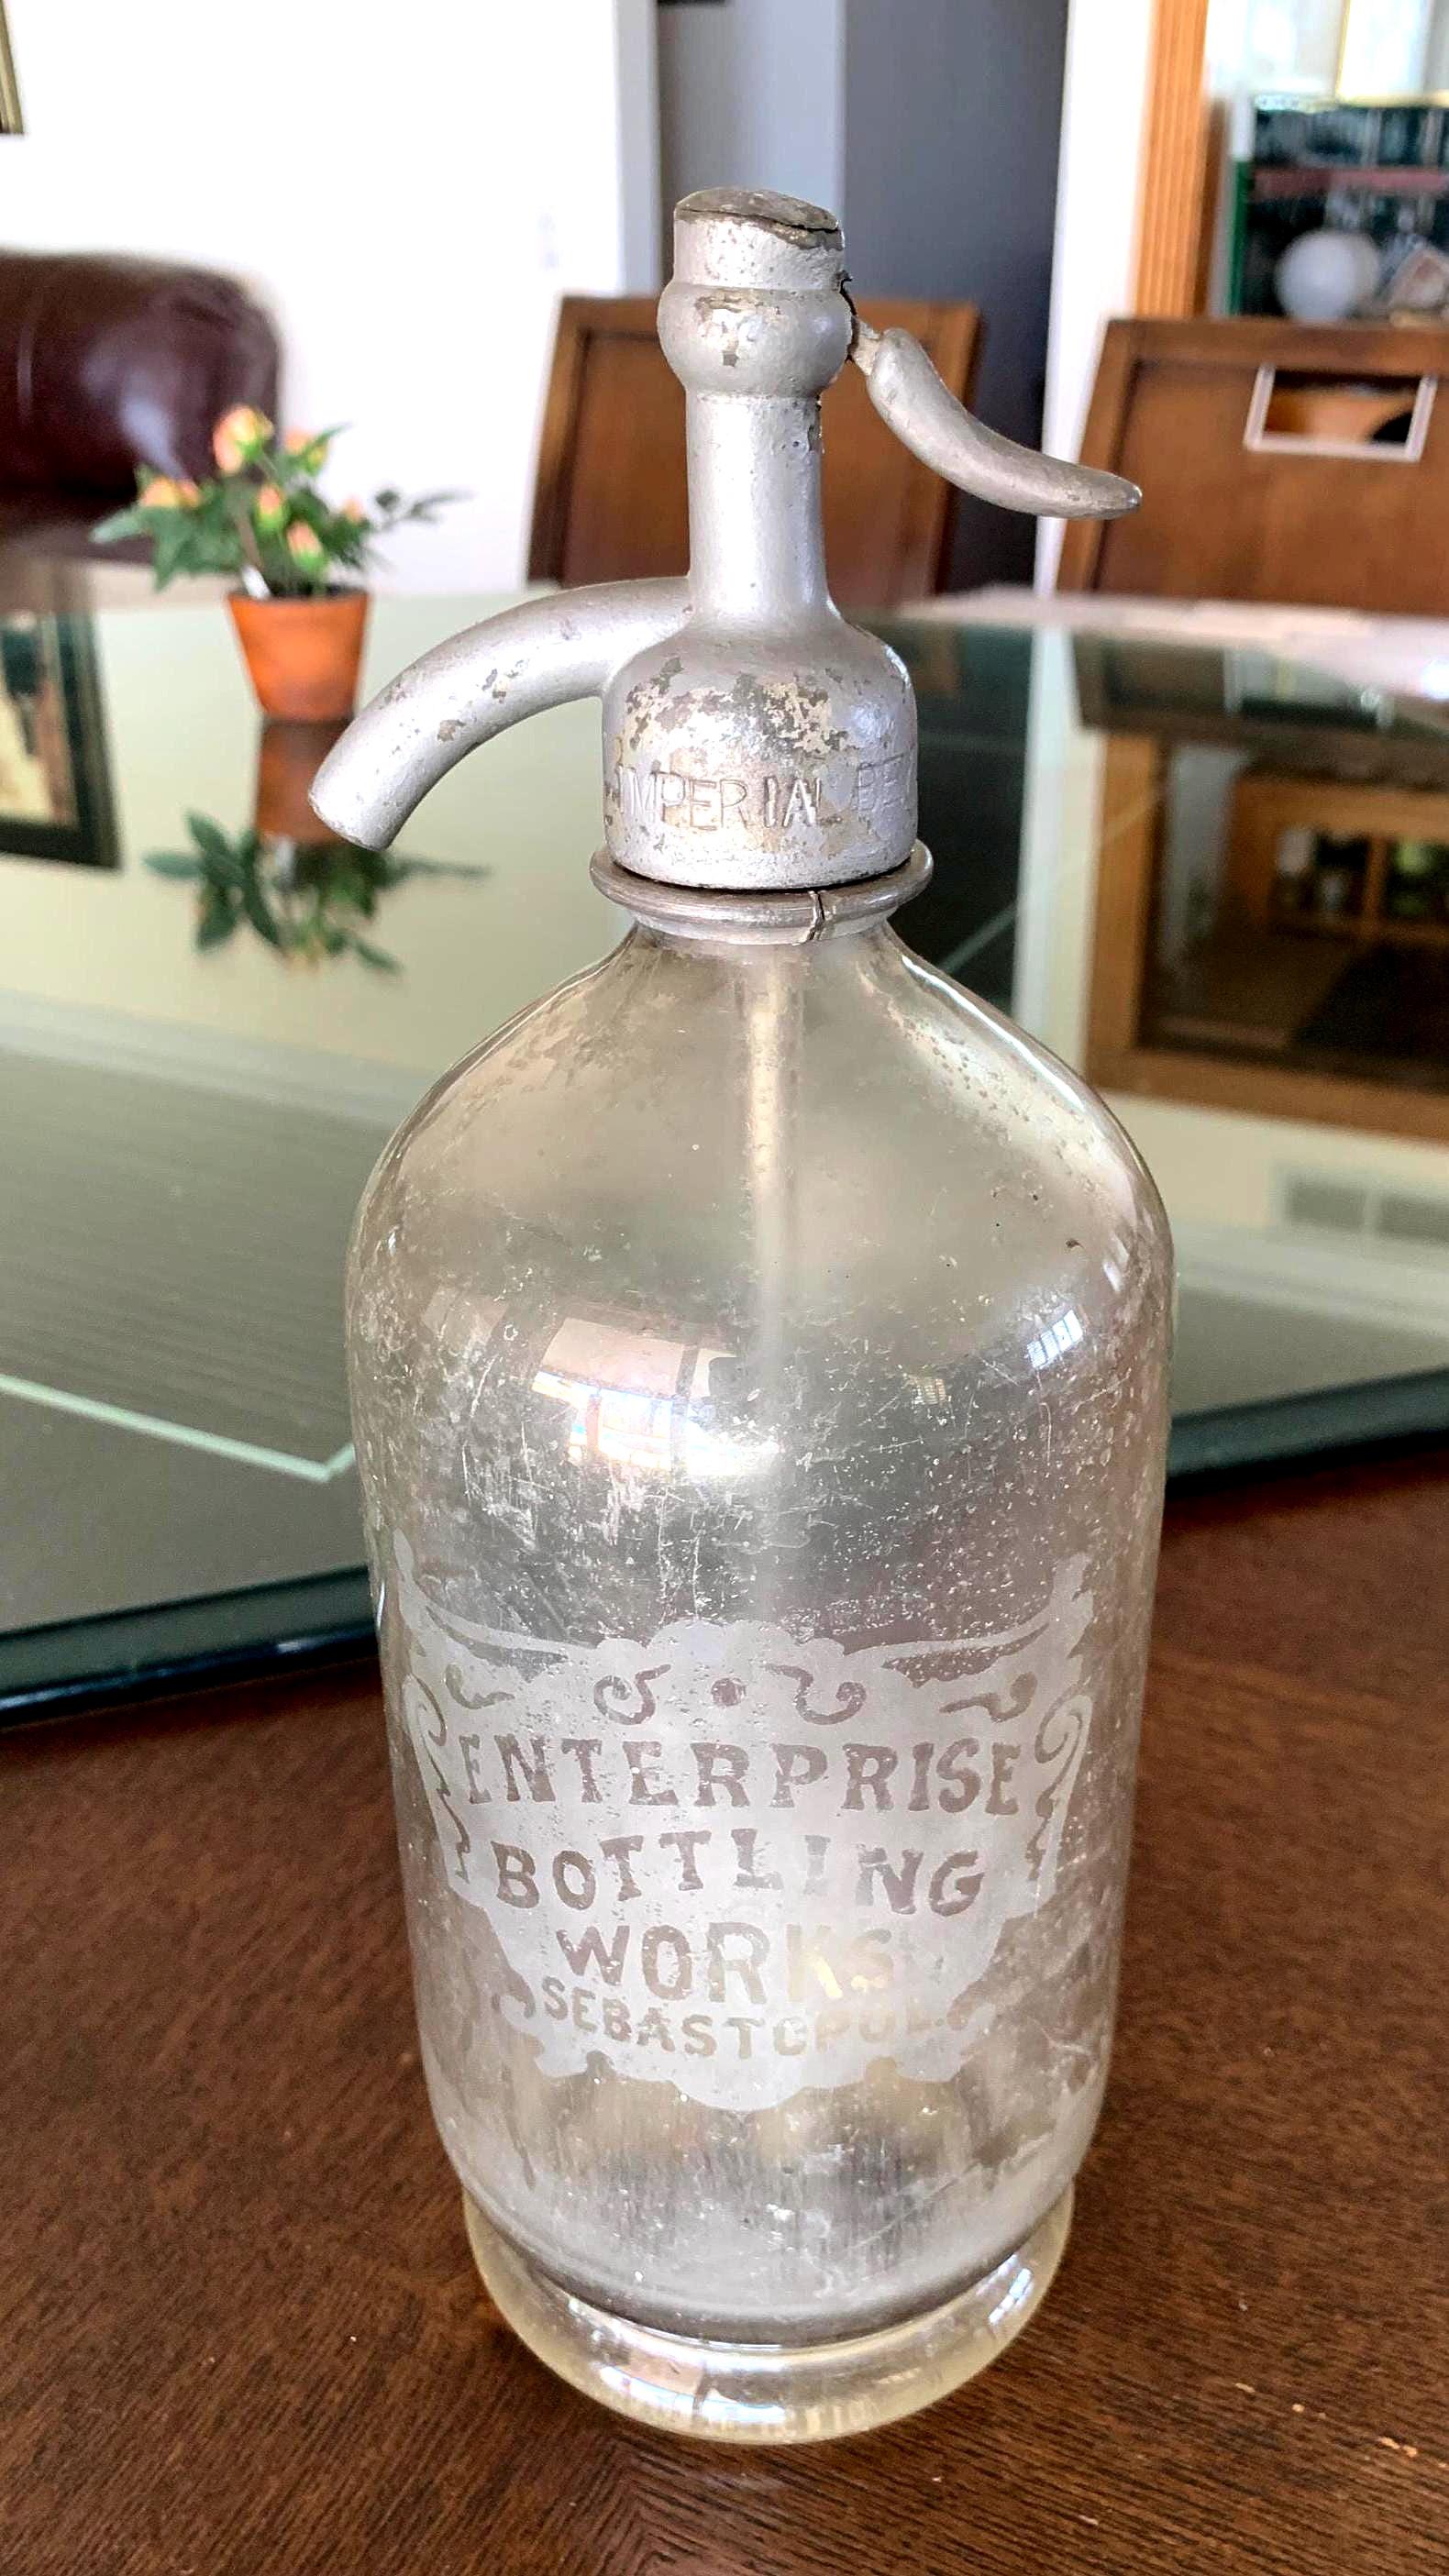 IMPERIAL
ENTERPRISE
BOTTLING
WORKS
SEBASTOPOL